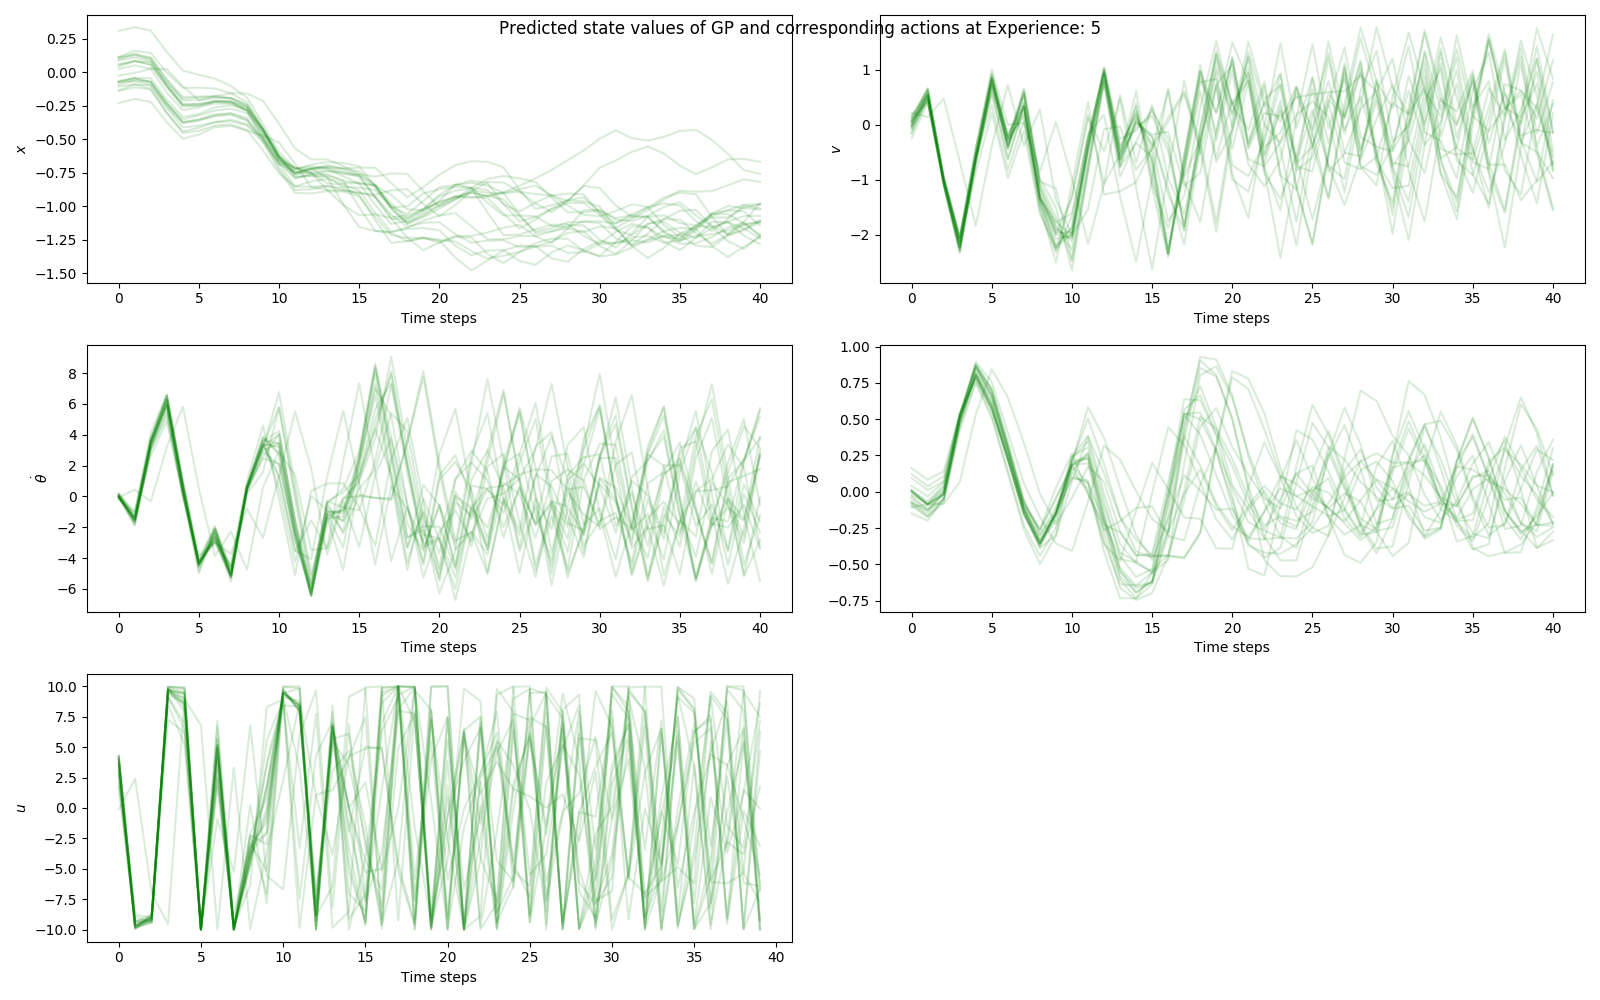 Predicted state values of GP and corresponding actions at Experience: 5
0.25
0.00
−0.25
−0.50
−0.75
−1.00
−1.25
−1.50
x
0 5 10 15 20 25 30 35 40
Time steps
1
0
−1
−2
v
0 5 10 15 20 25 30 35 40
Time steps
8
6
4
2
0
−2
−4
−6
θ̇
0 5 10 15 20 25 30 35 40
Time steps
1.00
0.75
0.50
0.25
0.00
−0.25
−0.50
−0.75
θ
0 5 10 15 20 25 30 35 40
Time steps
10.0
7.5
5.0
2.5
0.0
−2.5
−5.0
−7.5
−10.0
u
0 5 10 15 20 25 30 35 40
Time steps